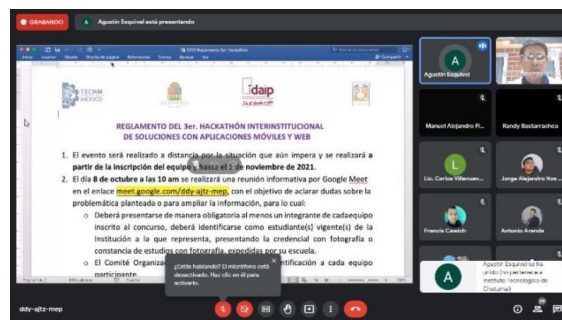 GRABANDO
A Agustín Esquivel está presentando
TECNM
MÉXICO
idaip
REGLAMENTO DEL 3er. HACKATHÓN INTERINSTITUCIONAL
DE SOLUCIONES CON APLICACIONES MÓVILES Y WEB
1. El evento será realizado a distancia por la situación que aún impera y se realizará a
partir de la inscripción del equipo y hasta el 1 de noviembre de 2021.
2. El día 8 de octubre a las 10 am se realizará una reunión informativa por Google Meet
en el enlace meet.google.com/ddy-ajtz-mep, con el objetivo de aclarar dudas sobre la
problemática planteada o para ampliar la información, para lo cual:
o Deberá presentarse de manera obligatoria al menos un integrante de cadaequipo
inscrito al concurso, deberá identificarse como estudiante(s) vigente(s) de la
Institución a la que representa, presentando la credencial con fotografía o
constancia de estudios con fotografía, expedidas por su escuela.
o El Comité Organiza
ntificación a cada equipo
participante.
¿Estás hablando? El micrófono está
desactivado. Haz clic en él para
activarlo.
A
Agustín Esquivel
Manuel Alejandro Fl...
Randy Bastarrachea
L
Lic. Carlos Villanuev...
Jorge Alejandro Itza ...
Francis Cawich
Antonio Aranda
A
Agustín Esquivel se ha
unido (no pertenece a
Instituto Tecnológico de
Chetumal)
ddy-ajtz-mep